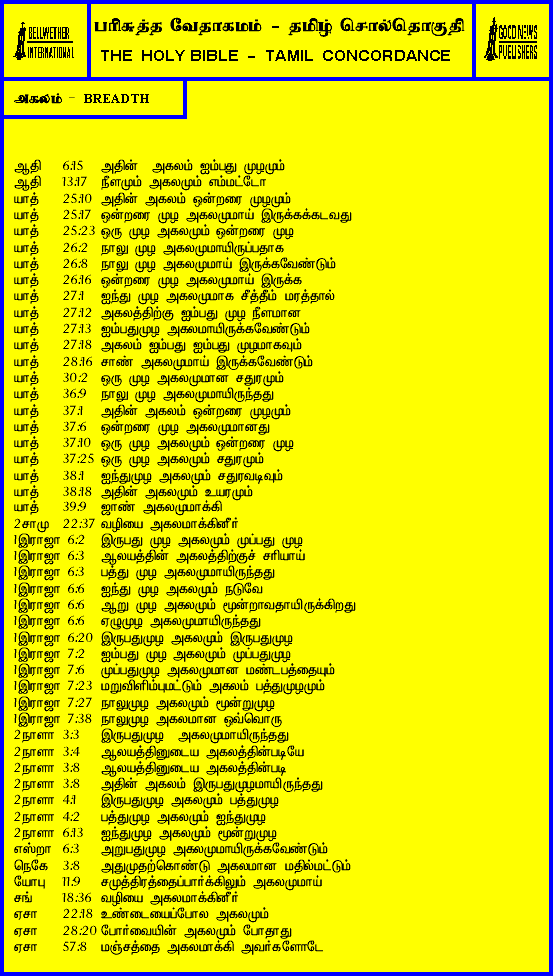 BELLWETHER
INTERNATIONAL
பரிசுத்த வேதாகமம் - தமிழ் சொல்தொகுதி
THE HOLY BIBLE - TAMIL CONCORDANCE
GOOD NEWS
PUBLISHERS
அகலம் - BREADTH
ஆதி 6:15 அதின் அகலம் ஐம்பது முழமும்
ஆதி 13:17 நீளமும் அகலமும் எம்மட்டோ
யாத் 25:10 அதின் அகலம் ஒன்றரை முழமும்
யாத் 25:17 ஒன்றரை முழ அகலமுமாய் இருக்கக்கடவது
யாத் 25:23 ஒரு முழ அகலமும் ஒன்றரை முழ
யாத் 26:2 நாலு முழ அகலமுமாயிருப்பதாக
யாத் 26:8 நாலு முழ அகலமுமாய் இருக்கவேண்டும்
யாத் 26:16 ஒன்றரை முழ அகலமுமாய் இருக்க
யாத் 27:1 ஐந்து முழ அகலமுமாக சீத்தீம் மரத்தால்
யாத் 27:12 அகலத்திற்கு ஐம்பது முழ நீளமான
யாத் 27:13 ஐம்பதுமுழ அகலமாயிருக்கவேண்டும்
யாத் 27:18 அகலம் ஐம்பது ஐம்பது முழமாகவும்
யாத் 28:16 சாண் அகலமுமாய் இருக்கவேண்டும்
யாத் 30:2 ஒரு முழ அகலமுமான சதுரமும்
யாத் 36:9 நாலு முழ அகலமுமாயிருந்தது
யாத் 37:1 அதின் அகலம் ஒன்றரை முழமும்
யாத் 37:6 ஒன்றரை முழ அகலமுமானது
யாத் 37:10 ஒரு முழ அகலமும் ஒன்றரை முழ
யாத் 37:25 ஒரு முழ அகலமும் சதுரமும்
யாத் 38:1 ஐந்துமுழ அகலமும் சதுரவடிவும்
யாத் 38:18 அதின் அகலமும் உயரமும்
யாத் 39:9 ஜாண் அகலமுமாக்கி
2சாமு 22:37 வழியை அகலமாக்கினீர்
1இராஜா 6:2 இருபது முழ அகலமும் முப்பது முழ
1இராஜா 6:3 ஆலயத்தின் அகலத்திற்குச் சரியாய்
1இராஜா 6:3 பத்து முழ அகலமுமாயிருந்தது
1இராஜா 6:6 ஐந்து முழ அகலமும் நடுவே
1இராஜா 6:6 ஆறு முழ அகலமும் மூன்றாவதாயிருக்கிறது
1இராஜா 6:6 ஏழுமுழ அகலமுமாயிருந்தது
1இராஜா 6:20 இருபதுமுழ அகலமும் இருபதுமுழ
1இராஜா 7:2 ஐம்பது முழ அகலமும் முப்பதுமுழ
1இராஜா 7:6 முப்பதுமுழ அகலமுமான மண்டபத்தையும்
1இராஜா 7:23 மறுவிளிம்புமட்டும் அகலம் பத்துமுழமும்
1இராஜா 7:27 நாலுமுழ அகலமும் மூன்றுமுழ
1இராஜா 7:38 நாலுமுழ அகலமான ஒவ்வொரு
2நாளா 3:3 இருபதுமுழ அகலமுமாயிருந்தது
2நாளா 3:4 ஆலயத்தினுடைய அகலத்தின்படியே
2நாளா 3:8 ஆலயத்தினுடைய அகலத்தின்படி
2நாளா 3:8 அதின் அகலம் இருபதுமுழமாயிருந்தது
2நாளா 4:1 இருபதுமுழ அகலமும் பத்துமுழ
2நாளா 4:2 பத்துமுழ அகலமும் ஐந்துமுழ
2நாளா 6:13 ஐந்துமுழ அகலமும் மூன்றுமுழ
எஸ்றா 6:3 அறுபதுமுழ அகலமுமாயிருக்கவேண்டும்
நெகே 3:8 அதுமுதற்கொண்டு அகலமான மதில்மட்டும்
யோபு 11:9 சமுத்திரத்தைப்பார்க்கிலும் அகலமுமாய்
சங் 18:36 வழியை அகலமாக்கினீர்
ஏசா 22:18 உண்டையைப்போல அகலமும்
ஏசா 28:20 போர்வையின் அகலமும் போதாது
ஏசா 57:8 மஞ்சத்தை அகலமாக்கி அவர்களோடே